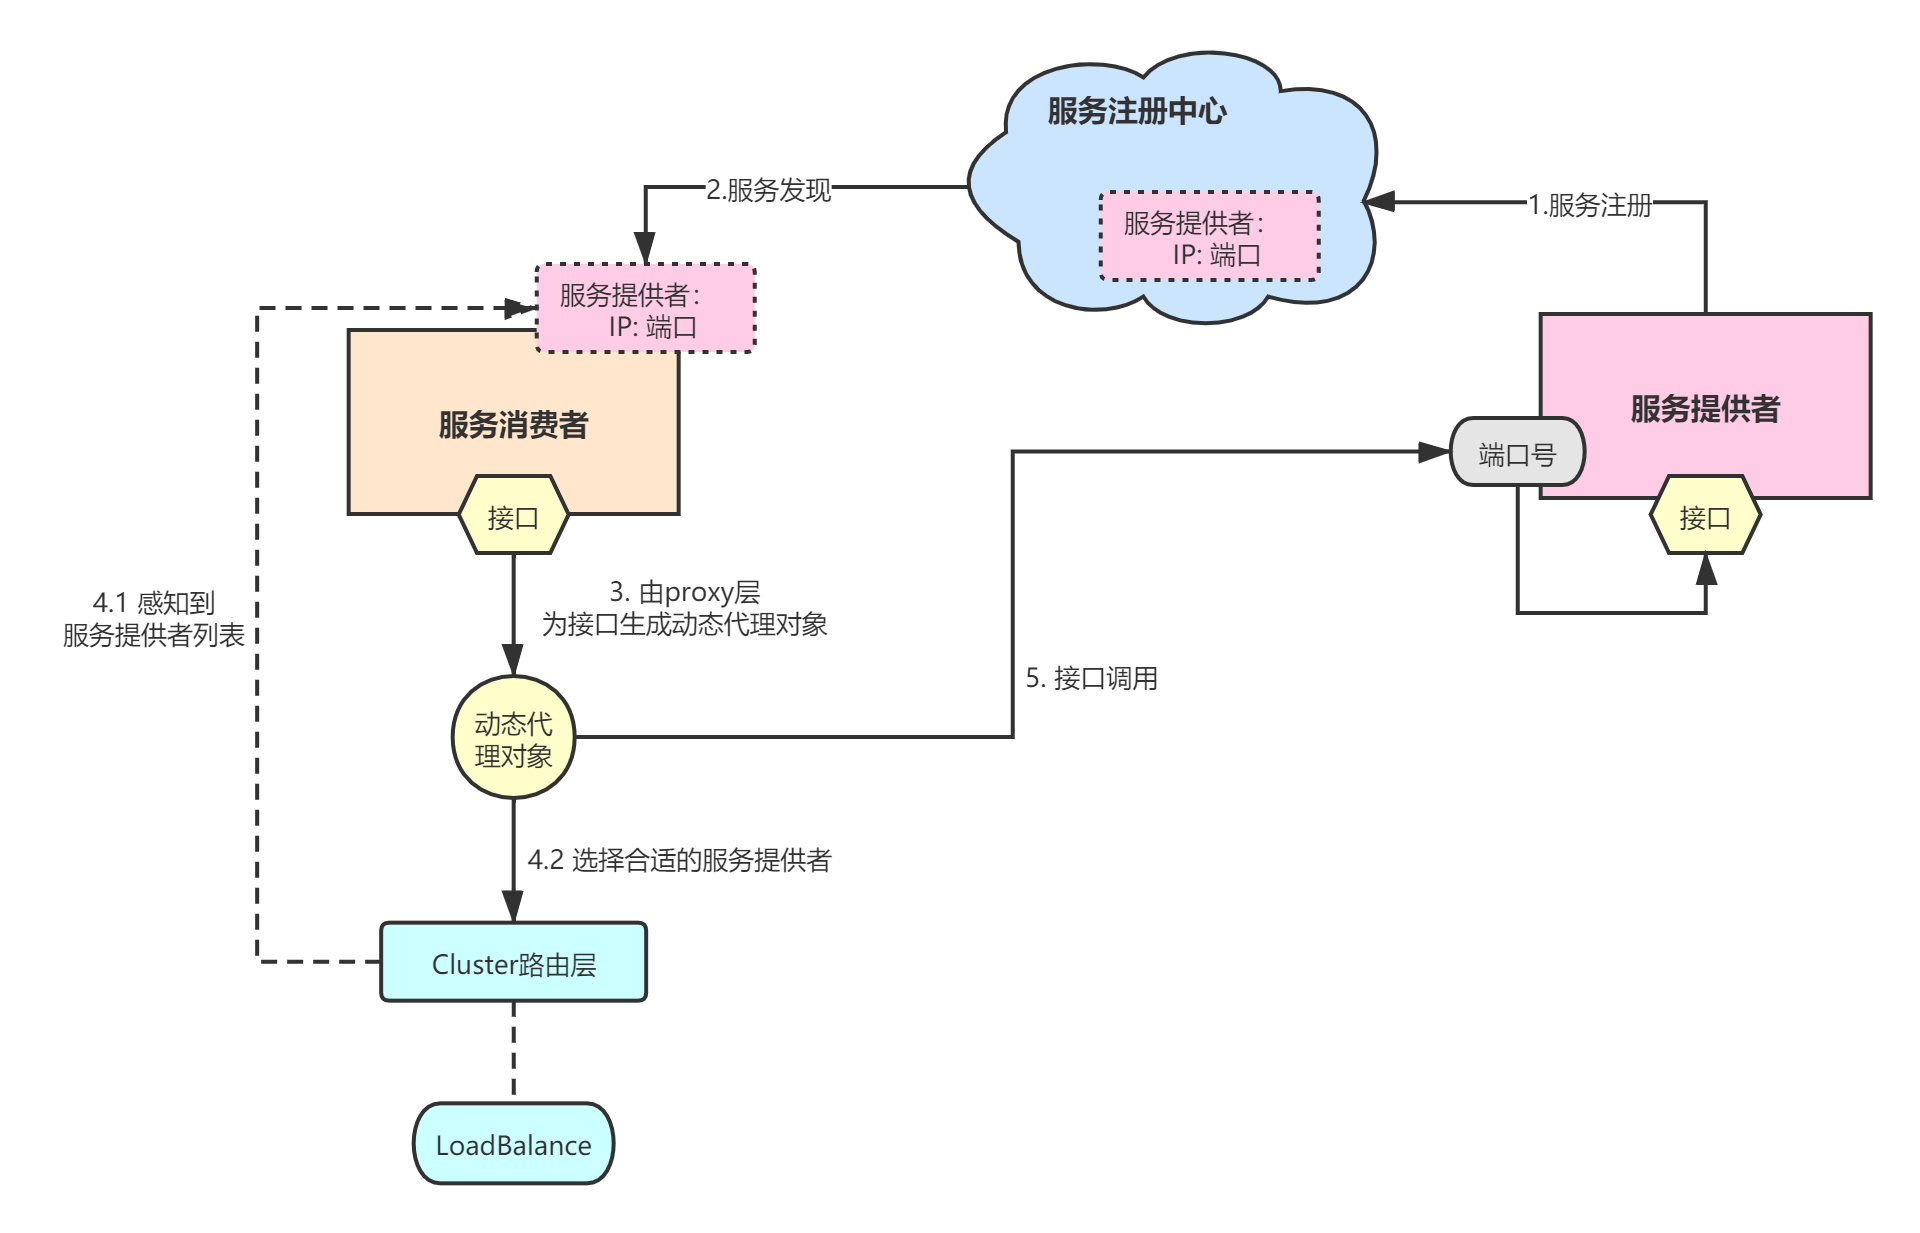 服务注册中心
服务提供者：
IP: 端口
1.服务注册
2.服务发现
服务提供者：
IP: 端口
服务消费者
接口
服务提供者
端口号
接口
3. 由proxy层
为接口生成动态代理对象
4.1 感知到
服务提供者列表
动态代
理对象
5. 接口调用
4.2 选择合适的服务提供者
Cluster路由层
LoadBalance